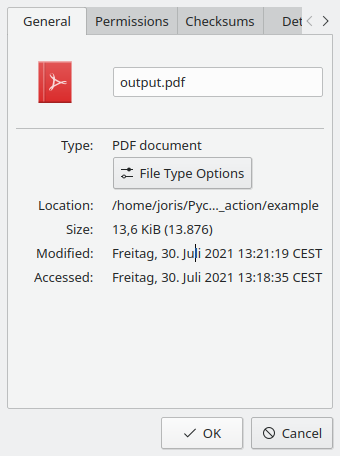 General Permissions Checksums Det
output.pdf
Type: PDF document
File Type Options
Location: /home/joris/Pyc..._action/example
Size: 13,6 KiB (13.876)
Modified: Freitag, 30. Juli 2021 13:21:19 CEST
Accessed: Freitag, 30. Juli 2021 13:18:35 CEST
OK Cancel